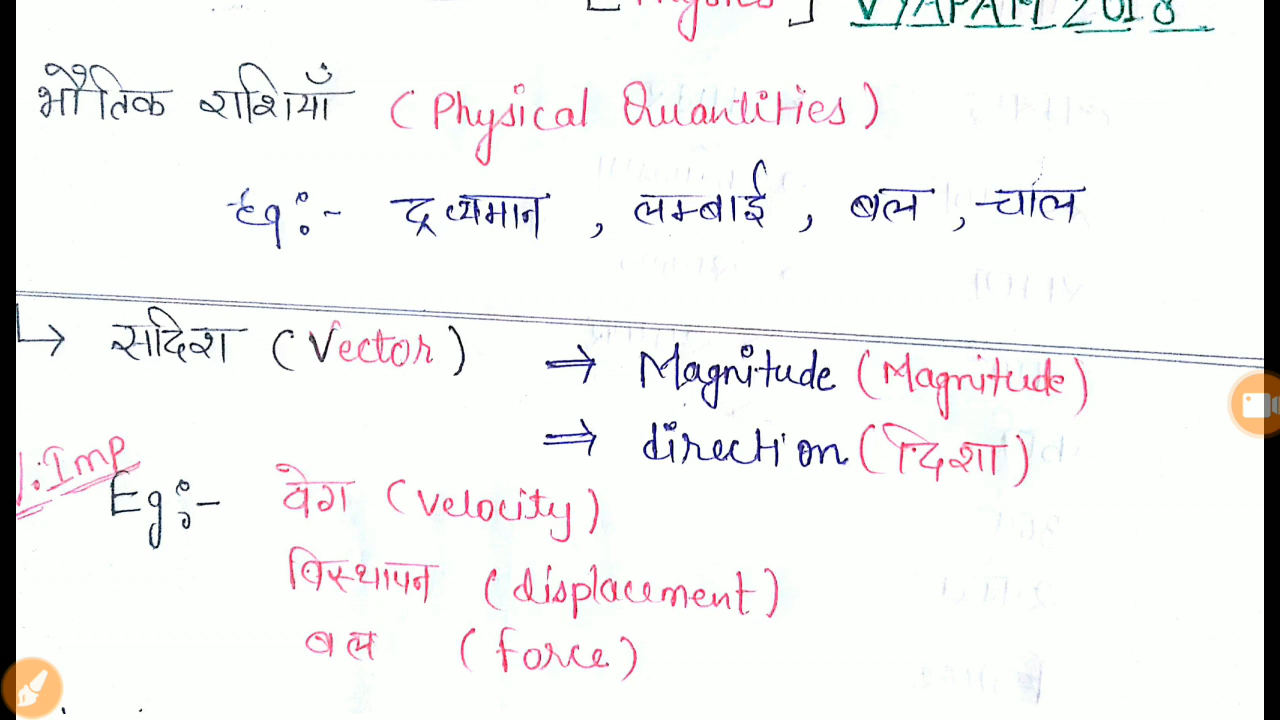 [Physics] VYAPAM 2018
भौतिक राशियाँ (Physical Quantities)
Eg:- द्रव्यमान, लम्बाई, बल, चाल
↳ सदिश (Vector) ⇒ Magnitude (Magnitude)
⇒ direction (दिशा)
V.Imp
Eg:- वेग (velocity)
विस्थापन (displacement)
बल (force)